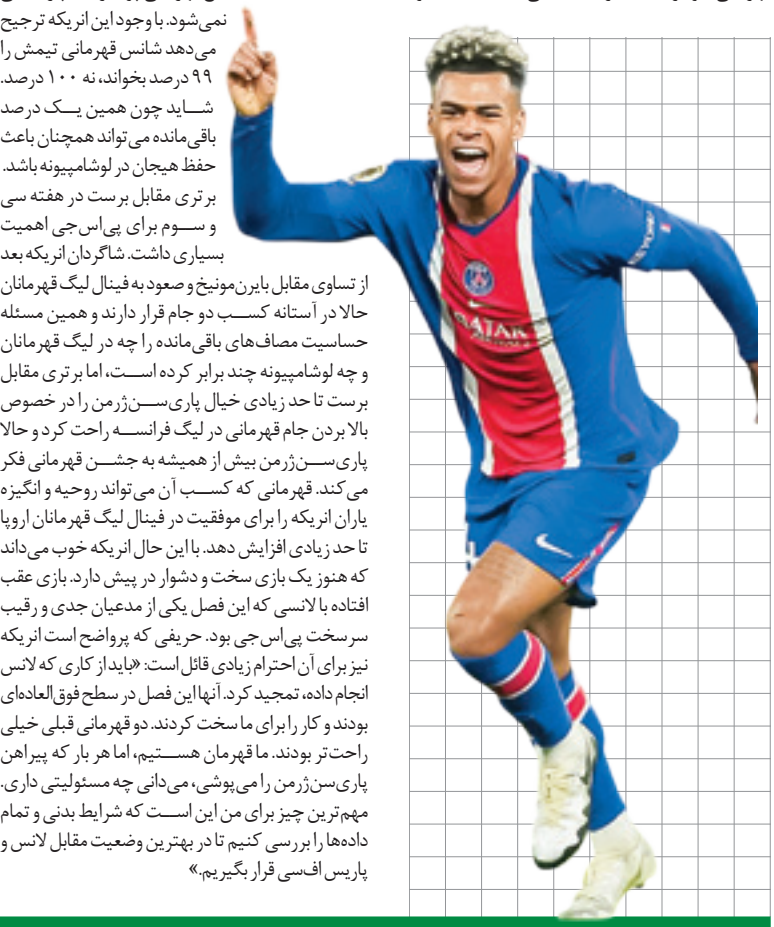 نمی‌شود. با وجود این انریکه ترجیح
می‌دهد شانس قهرمانی تیمش را
۹۹ درصد بخواند، نه ۱۰۰ درصد.
شاید چون همین یک درصد
باقی‌مانده می‌تواند همچنان باعث
حفظ هیجان در لوشامپیونه باشد.
برتری مقابل برست در هفته سی
و سوم برای پی‌اس‌جی اهمیت
بسیاری داشت. شاگردان انریکه بعد
از تساوی مقابل بایرن‌مونیخ و صعود به فینال لیگ قهرمانان
حالا در آستانه کسب دو جام قرار دارند و همین مسئله
حساسیت مصاف‌های باقی‌مانده را چه در لیگ قهرمانان
و چه لوشامپیونه چند برابر کرده است، اما برتری مقابل
برست تا حد زیادی خیال پاری‌سن‌ژرمن را در خصوص
بالا بردن جام قهرمانی در لیگ فرانسه راحت کرد و حالا
پاری‌سن‌ژرمن بیش از همیشه به جشن قهرمانی فکر
می‌کند. قهرمانی که کسب آن می‌تواند روحیه و انگیزه
یاران انریکه را برای موفقیت در فینال لیگ قهرمانان اروپا
تا حد زیادی افزایش دهد. با این حال انریکه خوب می‌داند
که هنوز یک بازی سخت و دشوار در پیش دارد. بازی عقب
افتاده با لانسی که این فصل یکی از مدعیان جدی و رقیب
سرسخت پی‌اس‌جی بود. حریفی که پرواضح است انریکه
نیز برای آن احترام زیادی قائل است: «باید از کاری که لانس
انجام داده، تمجید کرد. آنها این فصل در سطح فوق‌العاده‌ای
بودند و کار را برای ما سخت کردند. دو قهرمانی قبلی خیلی
راحت‌تر بودند. ما قهرمان هستیم، اما هر بار که پیراهن
پاری‌سن‌ژرمن را می‌پوشی، می‌دانی چه مسئولیتی داری.
مهم‌ترین چیز برای من این است که شرایط بدنی و تمام
داده‌ها را بررسی کنیم تا در بهترین وضعیت مقابل لانس و
پاریس اف‌سی قرار بگیریم.»
QATAR